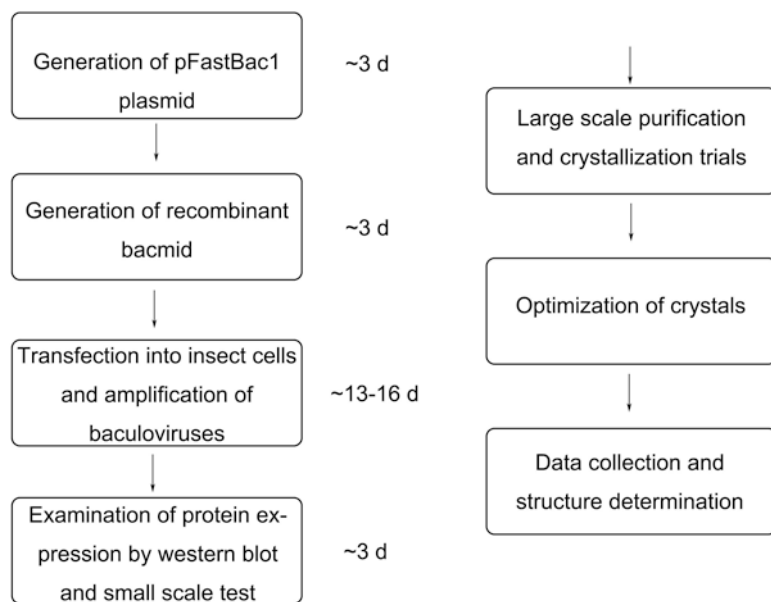 Generation of pFastBac1
plasmid
~3 d
Generation of recombinant
bacmid
~3 d
Transfection into insect cells
and amplification of
baculoviruses
~13-16 d
Examination of protein ex-
pression by western blot
and small scale test
~3 d
Large scale purification
and crystallization trials
Optimization of crystals
Data collection and
structure determination